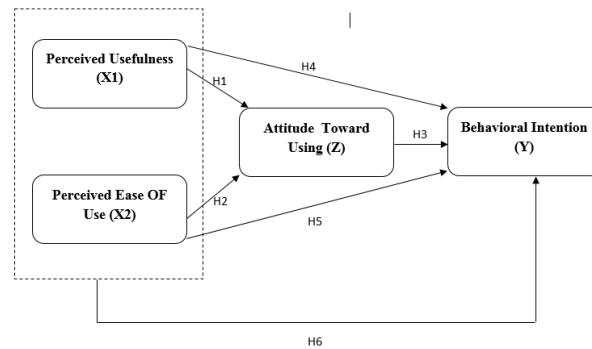 Perceived Usefulness
(X1)
H4
H1
Attitude Toward
Using (Z)
H3
Behavioral Intention
(Y)
Perceived Ease OF
Use (X2)
H2
H5
H6